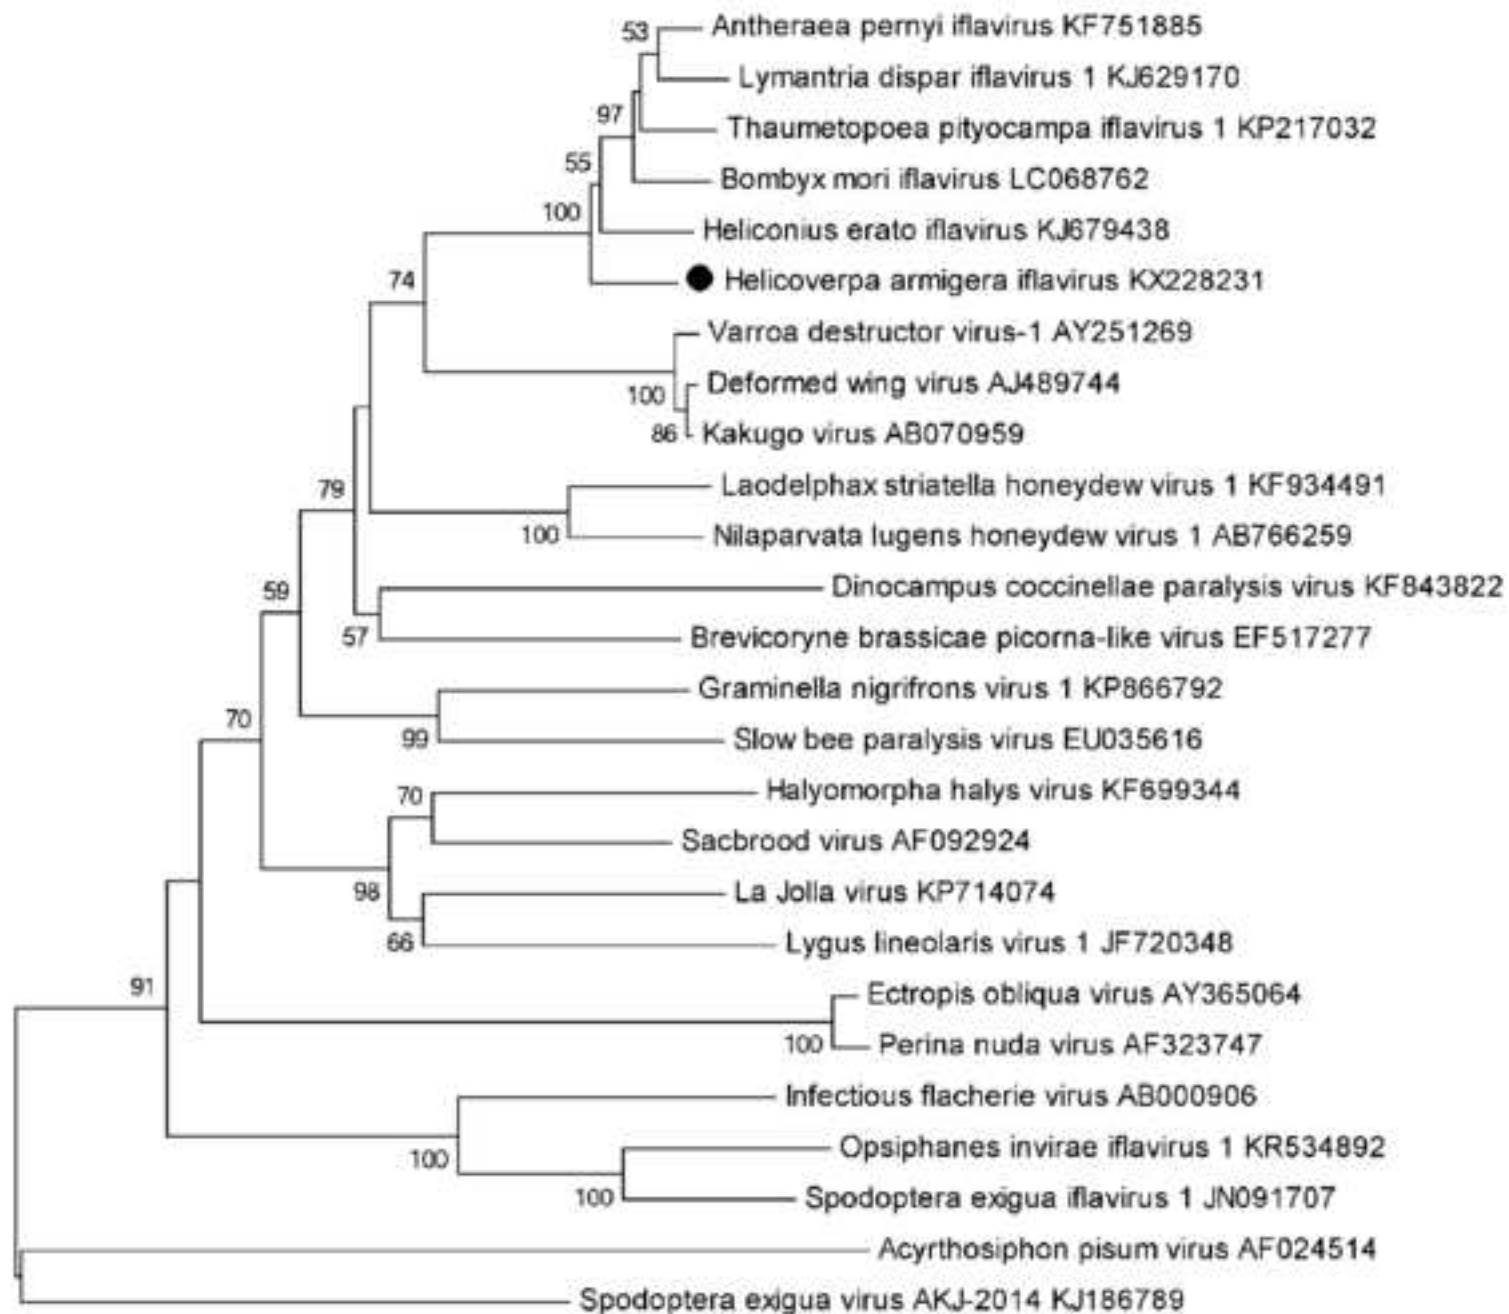 53
Antheraea pernyi iflavirus KF751885
Lymantria dispar iflavirus 1 KJ629170
97
Thaumetopoea pityocampa iflavirus 1 KP217032
55
Bombyx mori iflavirus LC068762
100
Heliconius erato iflavirus KJ679438
74
Helicoverpa armigera iflavirus KX228231
Varroa destructor virus-1 AY251269
100
Deformed wing virus AJ489744
86
Kakugo virus AB070959
79
Laodelphax striatella honeydew virus 1 KF934491
100
Nilaparvata lugens honeydew virus 1 AB766259
59
Dinocampus coccinellae paralysis virus KF843822
57
Brevicoryne brassicae picorna-like virus EF517277
Graminella nigrifrons virus 1 KP866792
70
99
Slow bee paralysis virus EU035616
70
Halyomorpha halys virus KF699344
Sacbrood virus AF092924
98
La Jolla virus KP714074
66
Lygus lineolaris virus 1 JF720348
91
Ectropis obliqua virus AY365064
100
Perina nuda virus AF323747
Infectious flacherie virus AB000906
100
Opsiphanes invirae iflavirus 1 KR534892
100
Spodoptera exigua iflavirus 1 JN091707
Acyrthosiphon pisum virus AF024514
Spodoptera exigua virus AKJ-2014 KJ186789